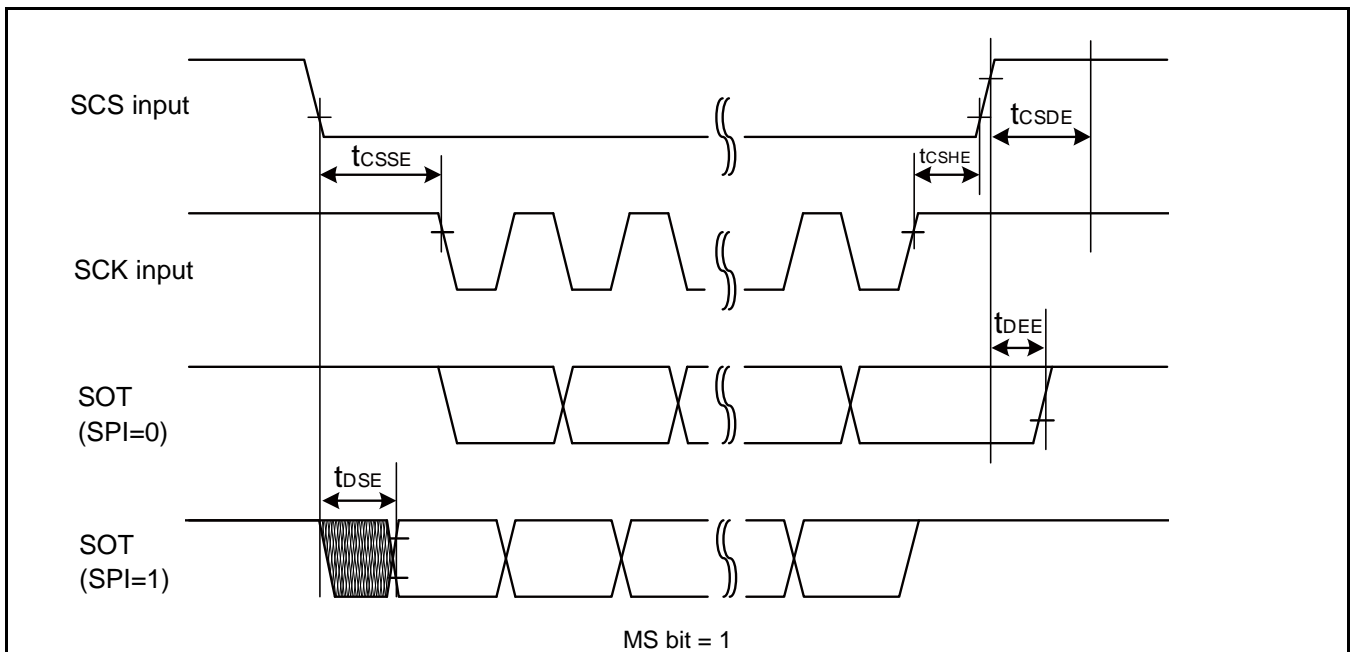 SCS input
tCSDE
tCSSE
tCSHE
SCK input
tDEE
SOT
(SPI=0)
tDSE
SOT
(SPI=1)
MS bit = 1